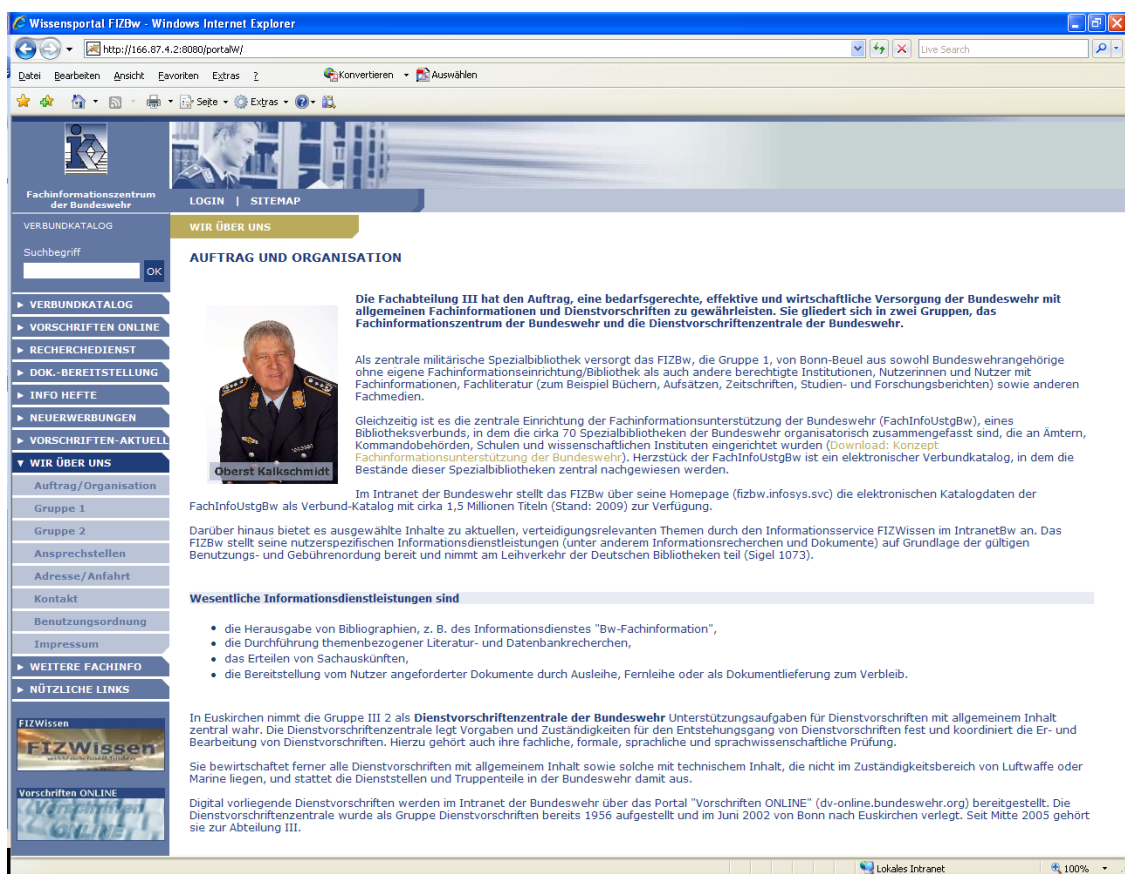 Wissensportal FIZBw - Windows Internet Explorer
http://166.87.4.2:8080/portalW/
Live Search
Datei Bearbeiten Ansicht Favoriten Extras ?
Konvertieren Auswählen
Seite Extras
Fachinformationszentrum
der Bundeswehr
LOGIN | SITEMAP
VERBUNDKATALOG
Suchbegriff
OK
VERBUNDKATALOG
VORSCHRIFTEN ONLINE
RECHERCHEDIENST
DOK.-BEREITSTELLUNG
INFO HEFTE
NEUERWERBUNGEN
VORSCHRIFTEN-AKTUELL
WIR ÜBER UNS
Auftrag/Organisation
Gruppe 1
Gruppe 2
Ansprechstellen
Adresse/Anfahrt
Kontakt
Benutzungsordnung
Impressum
WEITERE FACHINFO
NÜTZLICHE LINKS
FIZWissen
FIZWissen
wissen schnell finden
Vorschriften ONLINE
Vorschriften
ONLINE
WIR ÜBER UNS
AUFTRAG UND ORGANISATION
Die Fachabteilung III hat den Auftrag, eine bedarfsgerechte, effektive und wirtschaftliche Versorgung der Bundeswehr mit
allgemeinen Fachinformationen und Dienstvorschriften zu gewährleisten. Sie gliedert sich in zwei Gruppen, das
Fachinformationszentrum der Bundeswehr und die Dienstvorschriftenzentrale der Bundeswehr.
Oberst Kalkschmidt
Als zentrale militärische Spezialbibliothek versorgt das FIZBw, die Gruppe 1, von Bonn-Beuel aus sowohl Bundeswehrangehörige
ohne eigene Fachinformationseinrichtung/Bibliothek als auch andere berechtigte Institutionen, Nutzerinnen und Nutzer mit
Fachinformationen, Fachliteratur (zum Beispiel Büchern, Aufsätzen, Zeitschriften, Studien- und Forschungsberichten) sowie anderen
Fachmedien.
Gleichzeitig ist es die zentrale Einrichtung der Fachinformationsunterstützung der Bundeswehr (FachInfoUstgBw), eines
Bibliotheksverbunds, in dem die cirka 70 Spezialbibliotheken der Bundeswehr organisatorisch zusammengefasst sind, die an Ämtern,
Kommandobehörden, Schulen und wissenschaftlichen Instituten eingerichtet wurden (Download: Konzept
Fachinformationsunterstützung der Bundeswehr). Herzstück der FachInfoUstgBw ist ein elektronischer Verbundkatalog, in dem die
Bestände dieser Spezialbibliotheken zentral nachgewiesen werden.
Im Intranet der Bundeswehr stellt das FIZBw über seine Homepage (fizbw.infosys.svc) die elektronischen Katalogdaten der
FachInfoUstgBw als Verbund-Katalog mit cirka 1,5 Millionen Titeln (Stand: 2009) zur Verfügung.
Darüber hinaus bietet es ausgewählte Inhalte zu aktuellen, verteidigungsrelevanten Themen durch den Informationsservice FIZWissen im IntranetBw an. Das
FIZBw stellt seine nutzerspezifischen Informationsdienstleistungen (unter anderem Informationsrecherchen und Dokumente) auf Grundlage der gültigen
Benutzungs- und Gebührenordung bereit und nimmt am Leihverkehr der Deutschen Bibliotheken teil (Sigel 1073).
Wesentliche Informationsdienstleistungen sind
• die Herausgabe von Bibliographien, z. B. des Informationsdienstes "Bw-Fachinformation",
• die Durchführung themenbezogener Literatur- und Datenbankrecherchen,
• das Erteilen von Sachauskünften,
• die Bereitstellung vom Nutzer angeforderter Dokumente durch Ausleihe, Fernleihe oder als Dokumentlieferung zum Verbleib.
In Euskirchen nimmt die Gruppe III 2 als Dienstvorschriftenzentrale der Bundeswehr Unterstützungsaufgaben für Dienstvorschriften mit allgemeinem Inhalt
zentral wahr. Die Dienstvorschriftenzentrale legt Vorgaben und Zuständigkeiten für den Entstehungsgang von Dienstvorschriften fest und koordiniert die Er- und
Bearbeitung von Dienstvorschriften. Hierzu gehört auch ihre fachliche, formale, sprachliche und sprachwissenschaftliche Prüfung.
Sie bewirtschaftet ferner alle Dienstvorschriften mit allgemeinem Inhalt sowie solche mit technischem Inhalt, die nicht im Zuständigkeitsbereich von Luftwaffe oder
Marine liegen, und stattet die Dienststellen und Truppenteile in der Bundeswehr damit aus.
Digital vorliegende Dienstvorschriften werden im Intranet der Bundeswehr über das Portal "Vorschriften ONLINE" (dv-online.bundeswehr.org) bereitgestellt. Die
Dienstvorschriftenzentrale wurde als Gruppe Dienstvorschriften bereits 1956 aufgestellt und im Juni 2002 von Bonn nach Euskirchen verlegt. Seit Mitte 2005 gehört
sie zur Abteilung III.
Lokales Intranet
100%